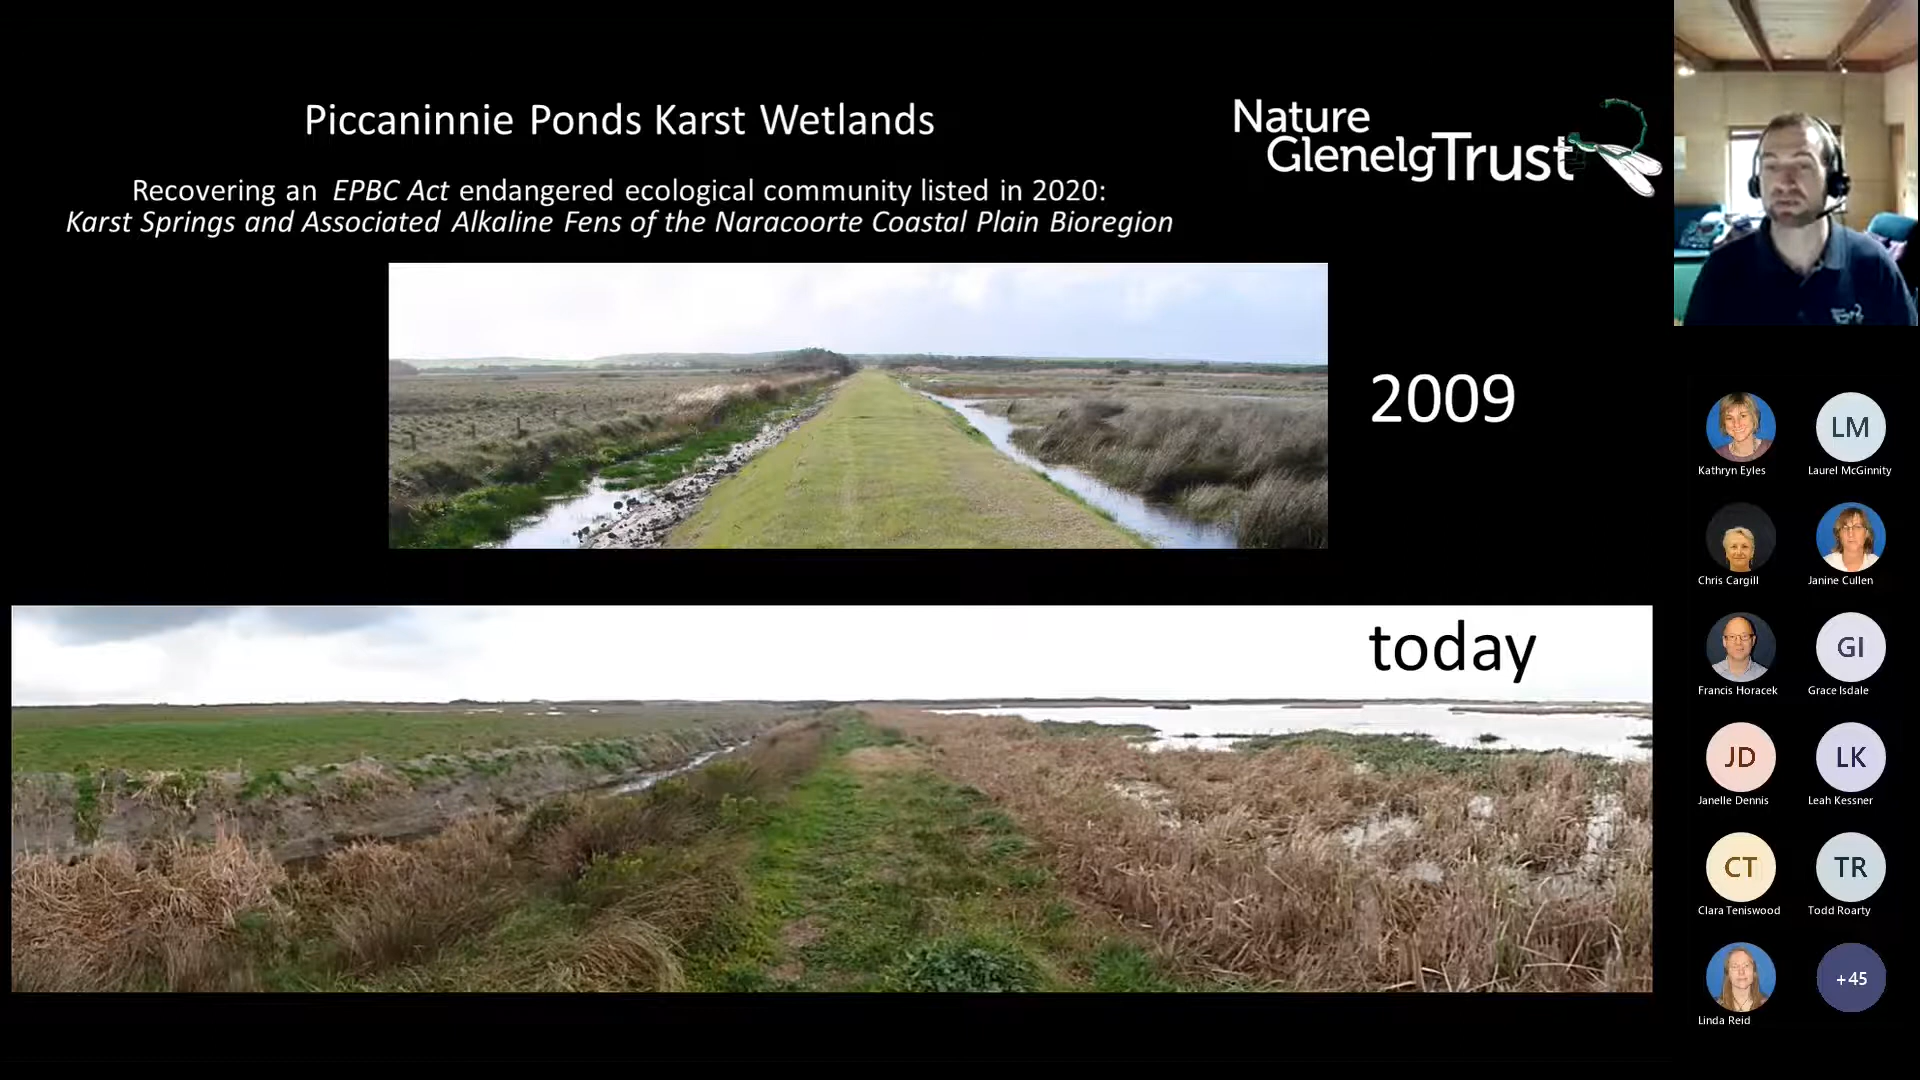 Piccaninnie Ponds Karst Wetlands
Recovering an EPBC Act endangered ecological community listed in 2020:
Karst Springs and Associated Alkaline Fens of the Naracoorte Coastal Plain Bioregion
Nature
GlenelgTrust
2009
today
Kathryn Eyles
LM
Laurel McGinnity
Chris Cargill
Janine Cullen
Francis Horacek
GI
Grace Isdale
JD
Janelle Dennis
LK
Leah Kessner
CT
Clara Teniswood
TR
Todd Roarty
Linda Reid
+45